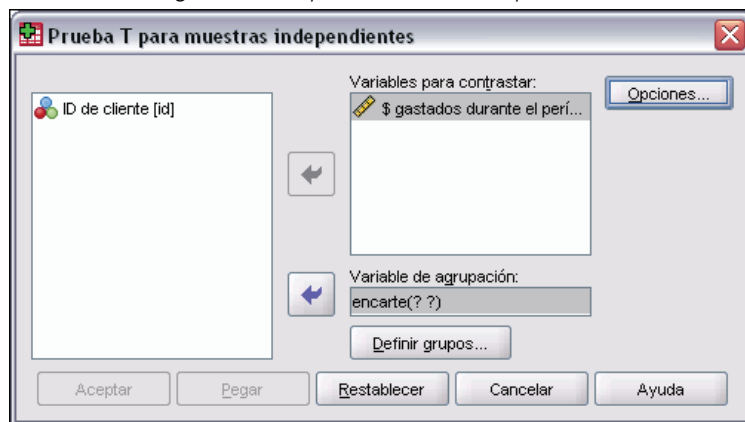 Prueba T para muestras independientes
ID de cliente [id]
Variables para contrastar:
$ gastados durante el perí...
Opciones...
Variable de agrupación:
encarte(? ?)
Definir grupos...
Aceptar
Pegar
Restablecer
Cancelar
Ayuda